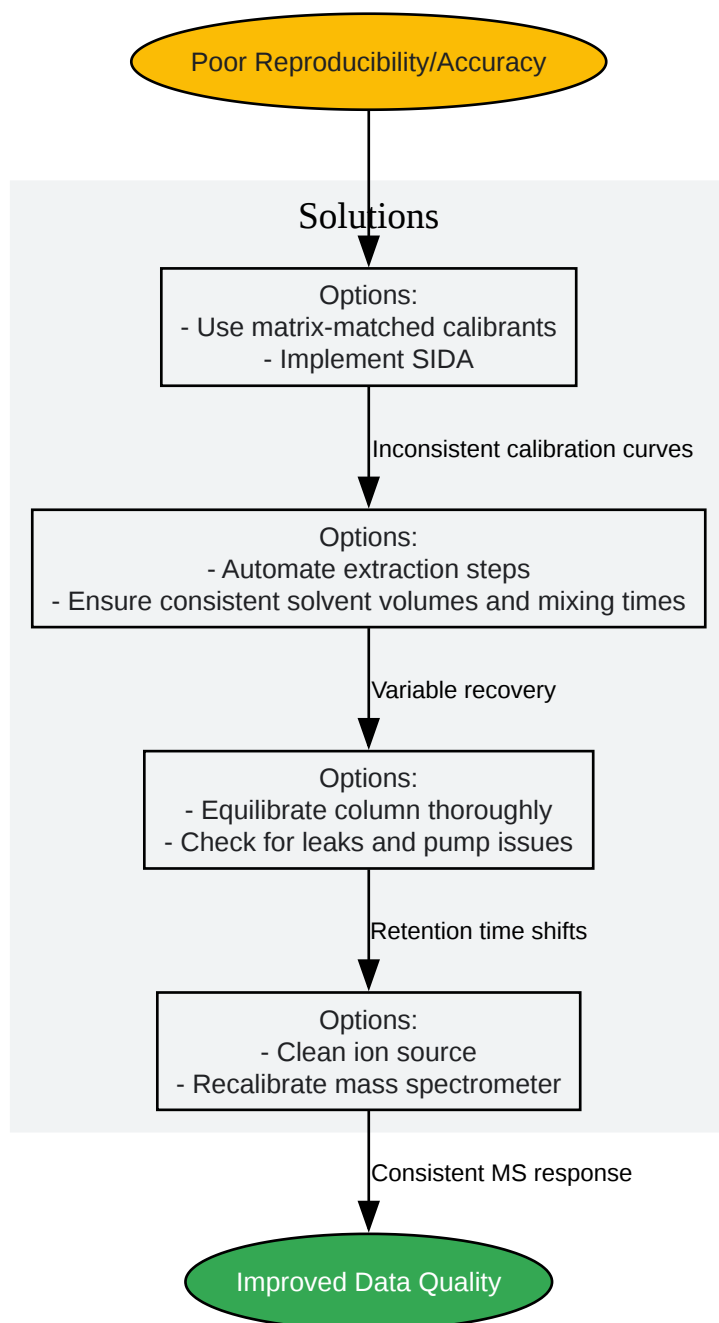 Poor Reproducibility/Accuracy
Solutions
Options:
- Use matrix-matched calibrants
- Implement SIDA
Inconsistent calibration curves
Options:
- Automate extraction steps
- Ensure consistent solvent volumes and mixing times
Variable recovery
Options:
- Equilibrate column thoroughly
- Check for leaks and pump issues
Retention time shifts
Options:
- Clean ion source
- Recalibrate mass spectrometer
Consistent MS response
Improved Data Quality